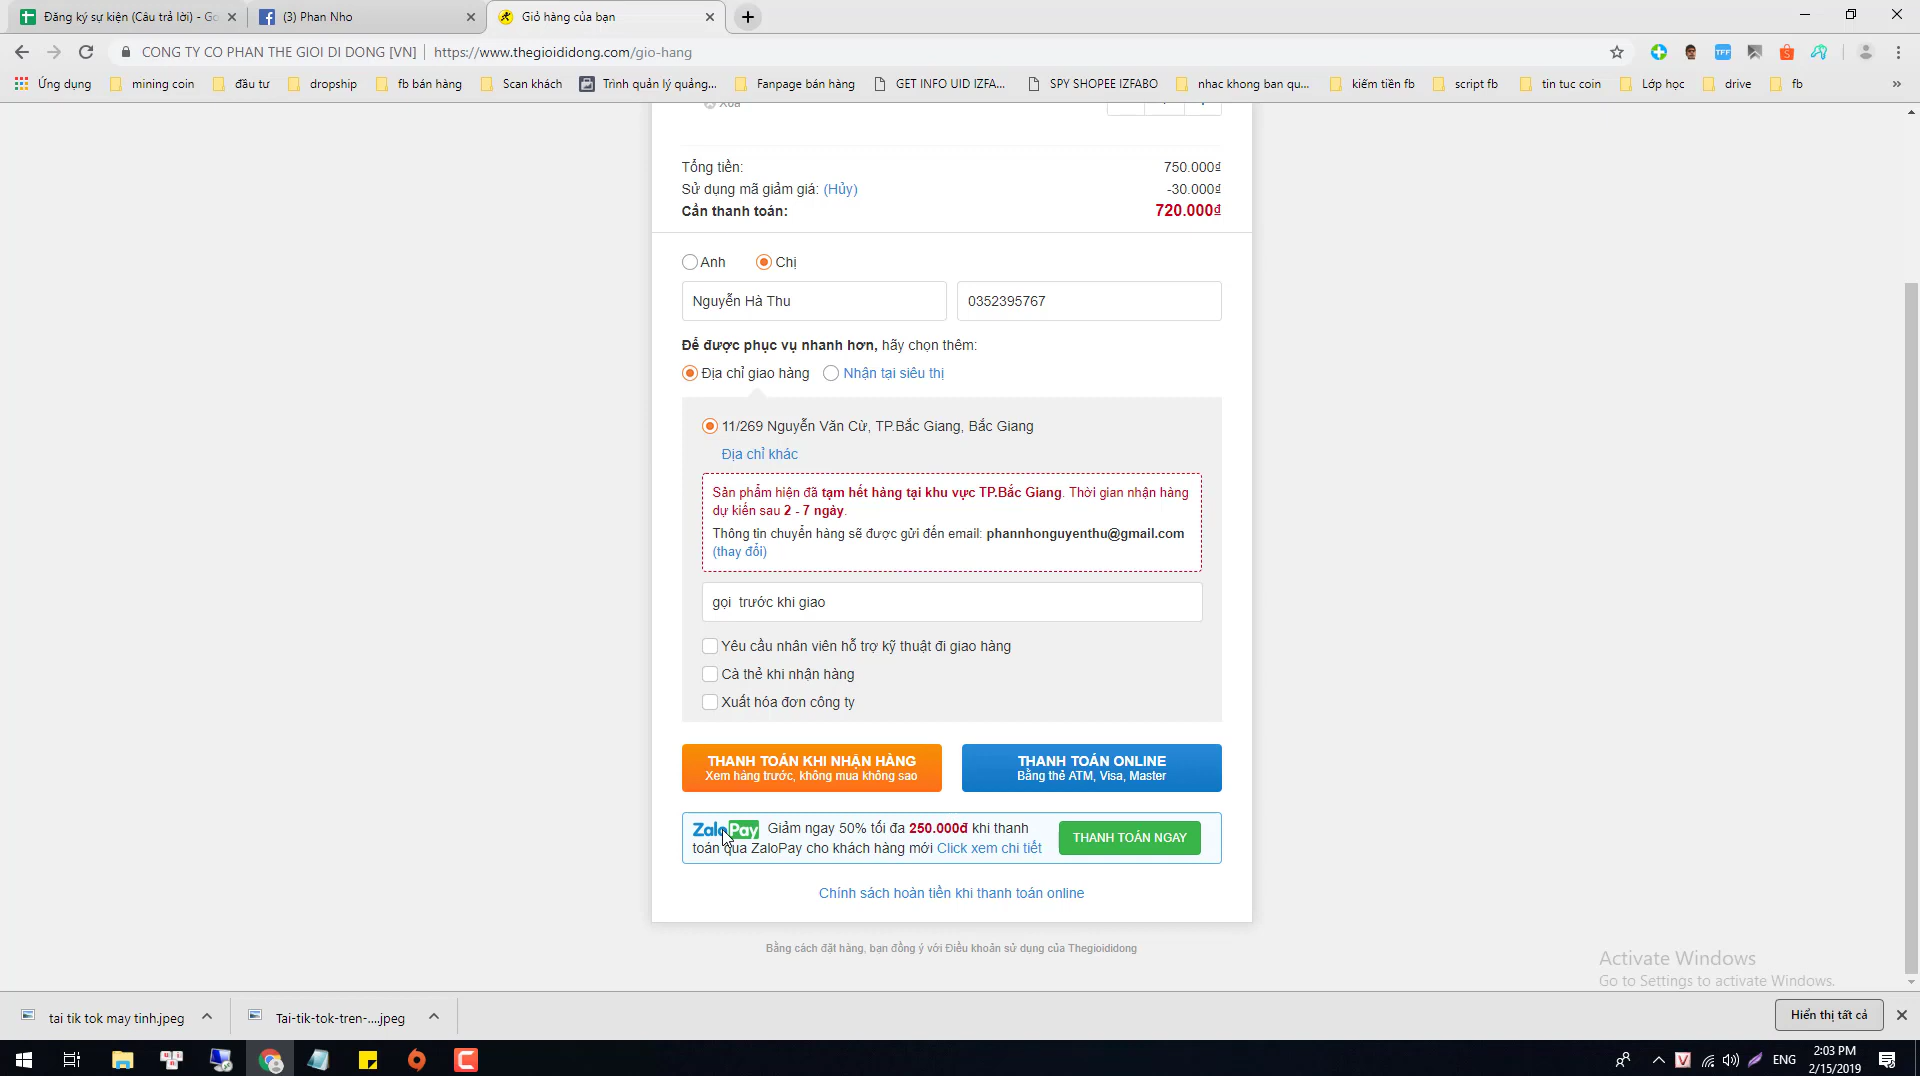 Đăng ký sự kiện (Câu trả lời) - Go
(3) Phan Nho
Giỏ hàng của bạn
CONG TY CO PHAN THE GIOI DI DONG [VN]
https://www.thegioididong.com/gio-hang
Ứng dụng
mining coin
đầu tư
dropship
fb bán hàng
Scan khách
Trình quản lý quảng...
Fanpage bán hàng
GET INFO UID IZFA...
SPY SHOPEE IZFABO
nhac khong ban qu...
kiếm tiền fb
script fb
tin tuc coin
Lớp học
drive
fb
»
Tổng tiền: 750.000₫
Sử dụng mã giảm giá: (Hủy) -30.000₫
Cần thanh toán: 720.000₫
Anh Chị
Nguyễn Hà Thu
0352395767
Để được phục vụ nhanh hơn, hãy chọn thêm:
Địa chỉ giao hàng Nhận tại siêu thị
11/269 Nguyễn Văn Cừ, TP.Bắc Giang, Bắc Giang
Địa chỉ khác
Sản phẩm hiện đã tạm hết hàng tại khu vực TP.Bắc Giang. Thời gian nhận hàng
dự kiến sau 2 - 7 ngày.
Thông tin chuyển hàng sẽ được gửi đến email: phannhonguyenthu@gmail.com
(thay đổi)
gọi trước khi giao
Yêu cầu nhân viên hỗ trợ kỹ thuật đi giao hàng
Cà thẻ khi nhận hàng
Xuất hóa đơn công ty
THANH TOÁN KHI NHẬN HÀNG
Xem hàng trước, không mua không sao
THANH TOÁN ONLINE
Bằng thẻ ATM, Visa, Master
ZaloPay Giảm ngay 50% tối đa 250.000đ khi thanh
toán qua ZaloPay cho khách hàng mới Click xem chi tiết
THANH TOÁN NGAY
Chính sách hoàn tiền khi thanh toán online
Bằng cách đặt hàng, bạn đồng ý với Điều khoản sử dụng của Thegioididong
Activate Windows
Go to Settings to activate Windows.
tai tik tok may tinh.jpeg
Tai-tik-tok-tren-....jpeg
Hiển thị tất cả
ENG
2:03 PM
2/15/2019